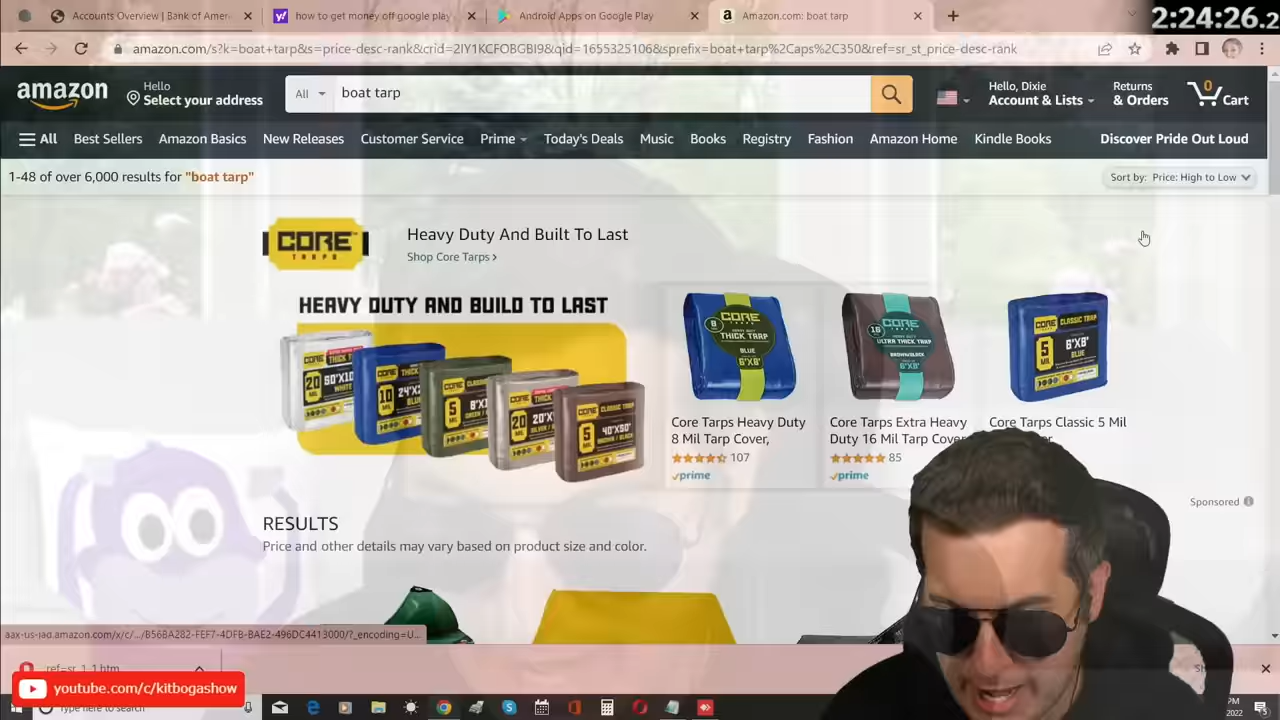 2:24:26.2
Accounts Overview | Bank of Amer
how to get money off google play
Android Apps on Google Play
Amazon.com: boat tarp
amazon.com/s?k=boat+tarp&s=price-desc-rank&crid=2IY1KCFOBGBI9&qid=1655325106&sprefix=boat+tarp%2Caps%2C350&ref=sr_st_price-desc-rank
amazon
Hello
Select your address
All
boat tarp
Hello, Dixie
Account & Lists
Returns
& Orders
0
Cart
All
Best Sellers
Amazon Basics
New Releases
Customer Service
Prime
Today's Deals
Music
Books
Registry
Fashion
Amazon Home
Kindle Books
Discover Pride Out Loud
1-48 of over 6,000 results for "boat tarp"
Sort by: Price: High to Low
CORE
TARPS
Heavy Duty And Built To Last
Shop Core Tarps ›
HEAVY DUTY AND BUILD TO LAST
Core Tarps Heavy Duty
8 Mil Tarp Cover,
107
prime
Core Tarps Extra Heavy
Duty 16 Mil Tarp Cover
85
prime
Core Tarps Classic 5 Mil
Sponsored
RESULTS
Price and other details may vary based on product size and color.
aax-us-iad.amazon.com/x/c/.../B56BA282-FEF7-4DFB-BAE2-496DC4413000/?_encoding=U...
ref=sr_1_1.htm
youtube.com/c/kitbogashow
Type here to search
PM
2022